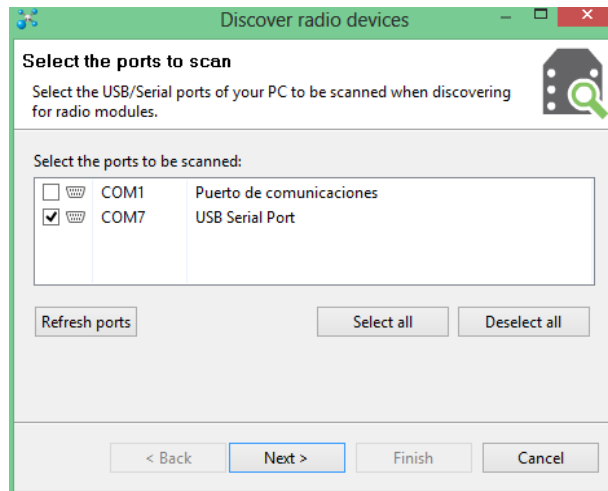 Discover radio devices
Select the ports to scan
Select the USB/Serial ports of your PC to be scanned when discovering
for radio modules.
Select the ports to be scanned:
COM1 Puerto de comunicaciones
COM7 USB Serial Port
Refresh ports Select all Deselect all
< Back Next > Finish Cancel